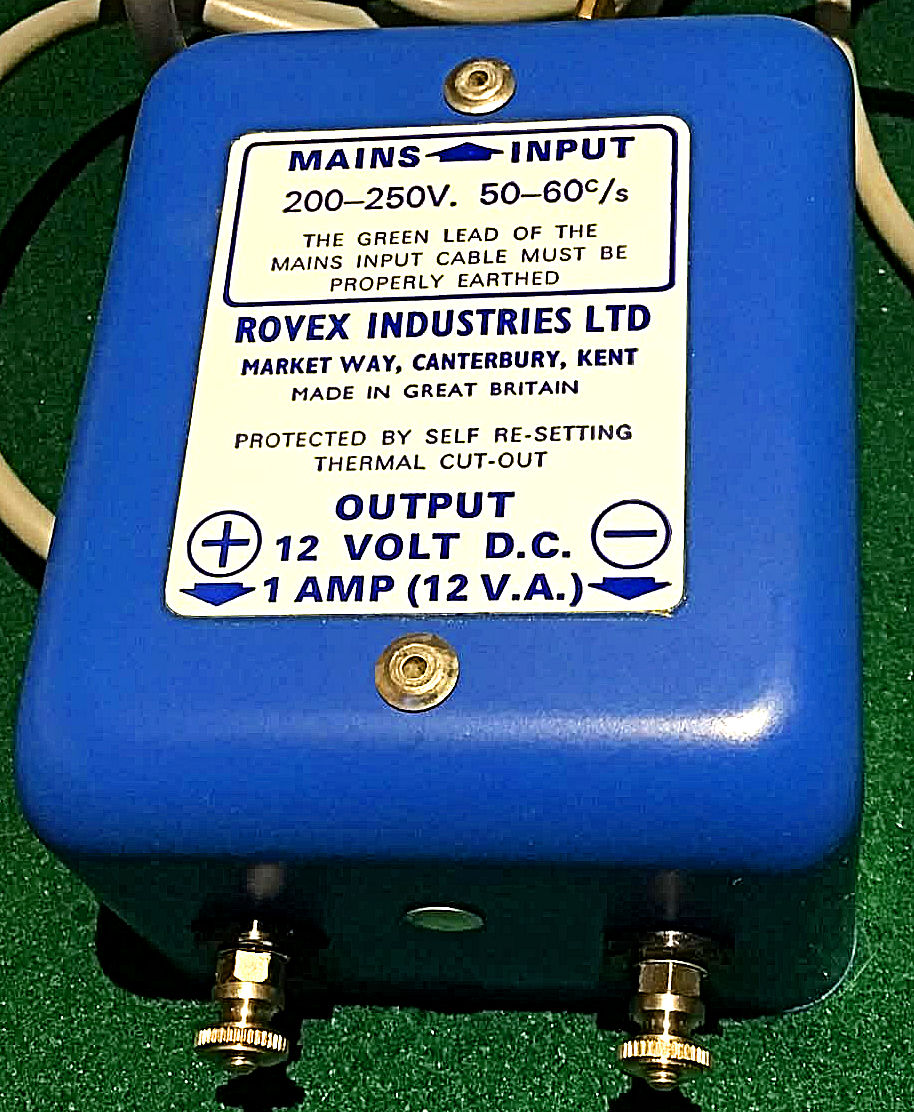 MAINS INPUT
200–250V. 50–60c/s
THE GREEN LEAD OF THE
MAINS INPUT CABLE MUST BE
PROPERLY EARTHED
ROVEX INDUSTRIES LTD
MARKET WAY, CANTERBURY, KENT
MADE IN GREAT BRITAIN
PROTECTED BY SELF RE-SETTING
THERMAL CUT-OUT
OUTPUT
+ 12 VOLT D.C. –
1 AMP (12 V.A.)